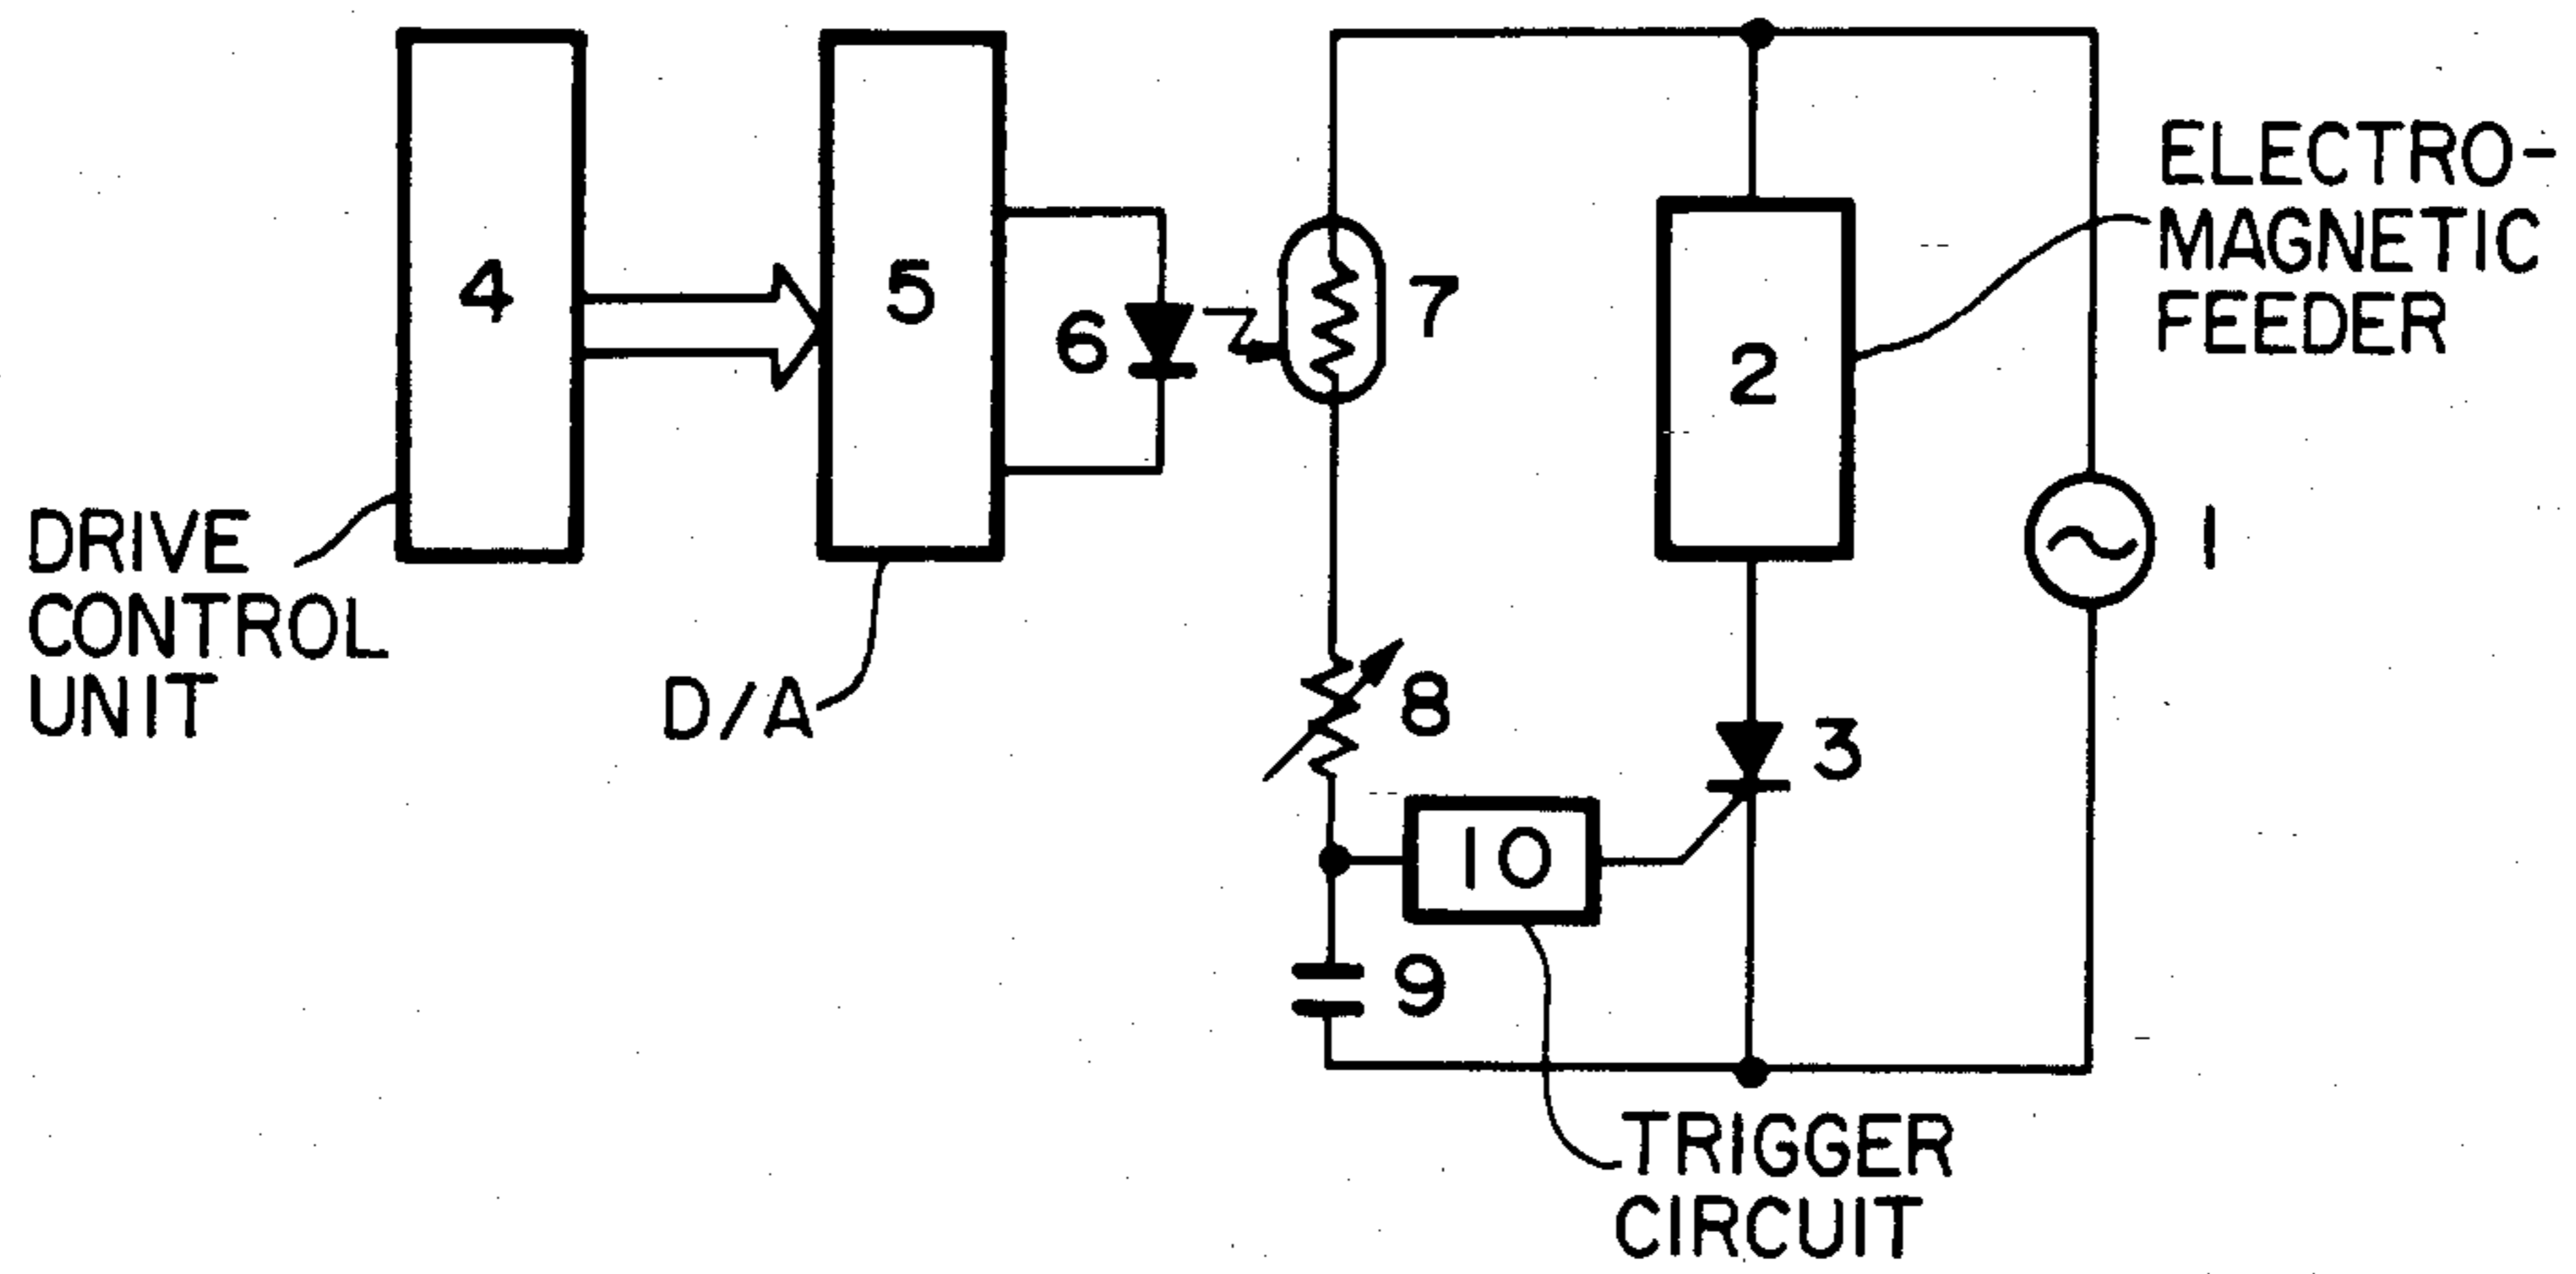 4
5
6
7
2
ELECTRO-
MAGNETIC
FEEDER
1
DRIVE
CONTROL
UNIT
D/A
8
3
10
9
TRIGGER
CIRCUIT